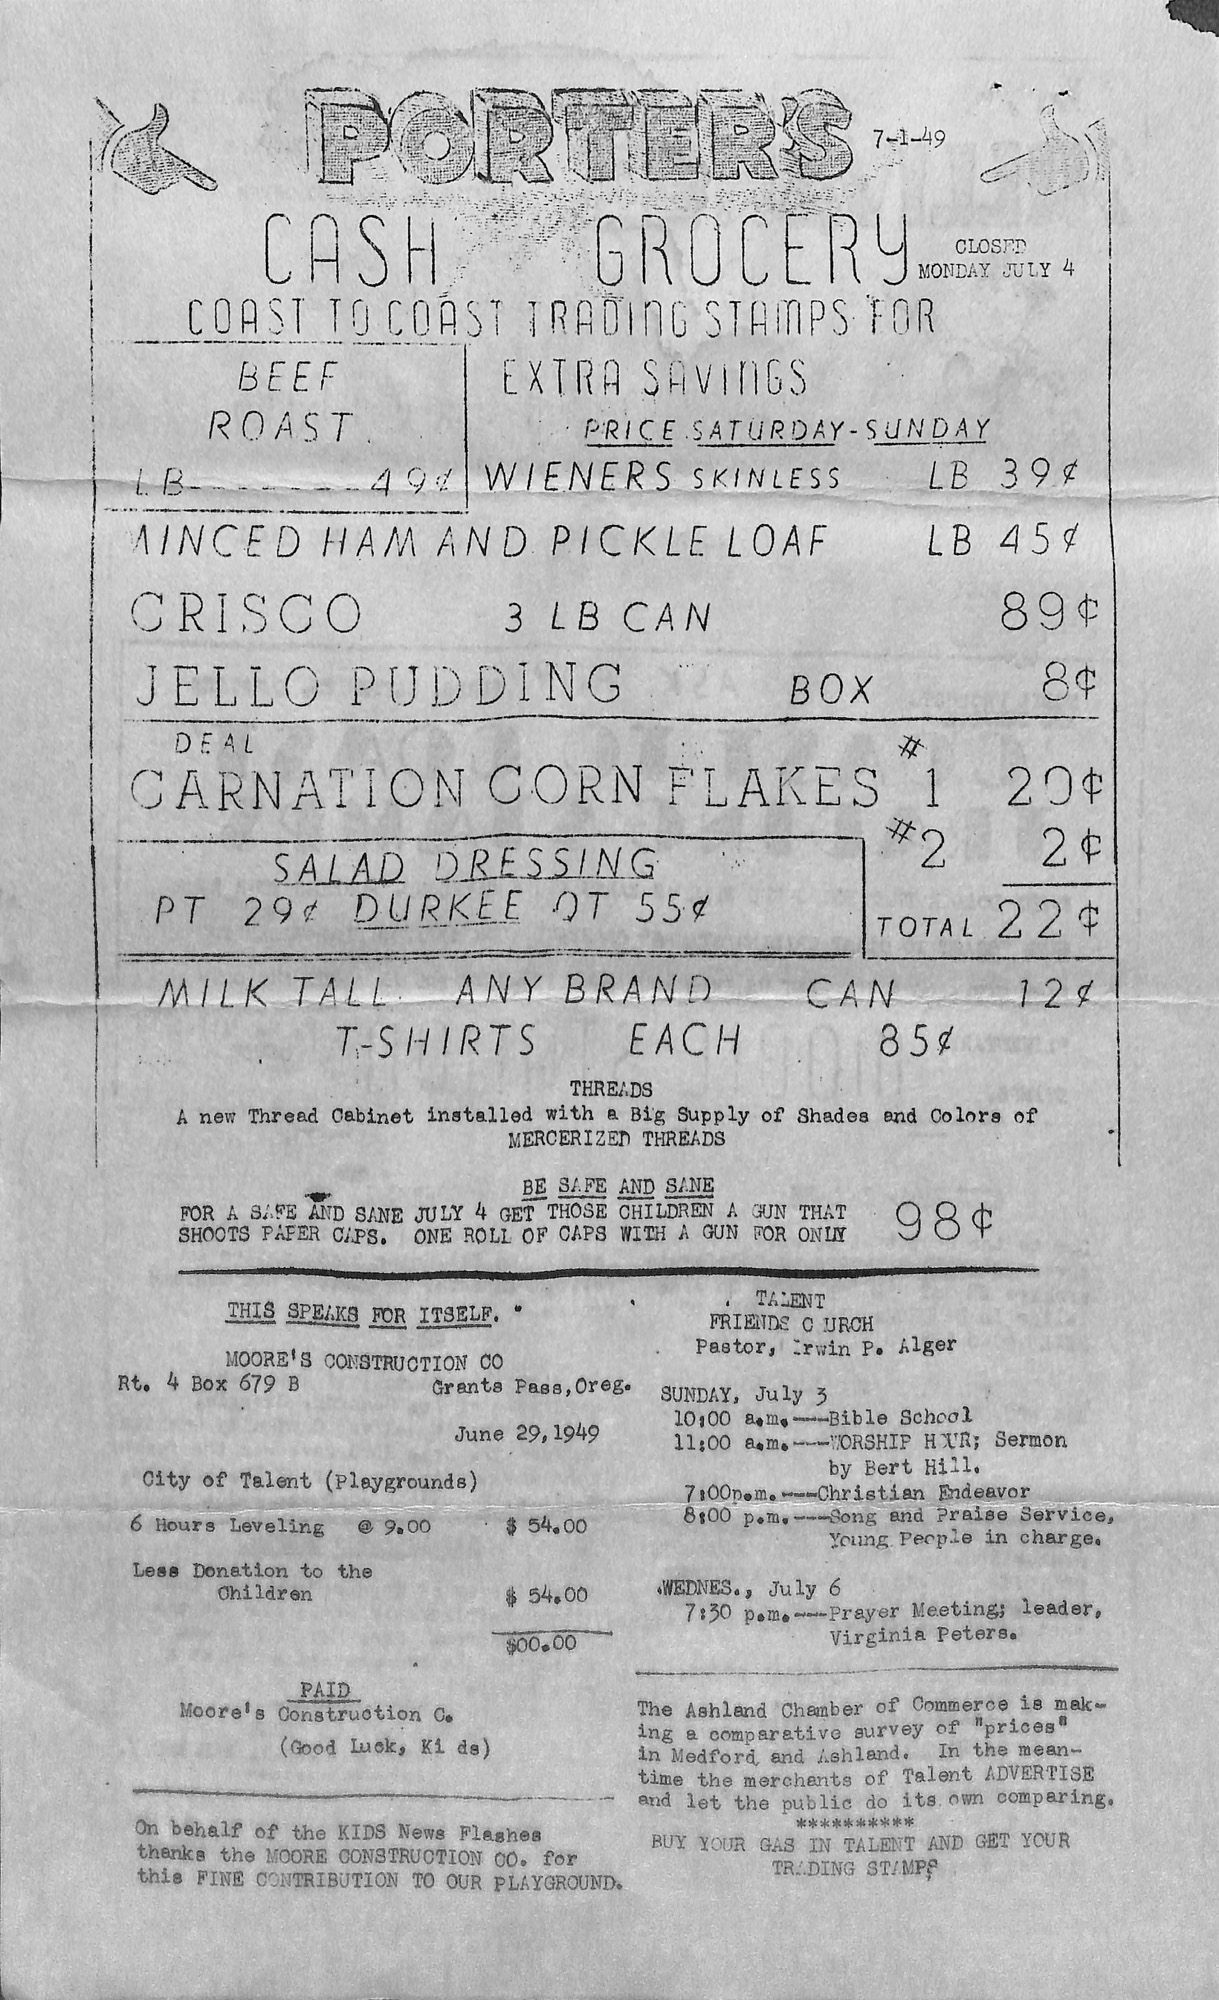 PORTER'S 7-1-49
CASH GROCERY CLOSED
MONDAY JULY 4
COAST TO COAST TRADING STAMPS FOR
EXTRA SAVINGS
BEEF
ROAST
LB-------49¢
PRICE SATURDAY-SUNDAY
WIENERS SKINLESS LB 39¢
MINCED HAM AND PICKLE LOAF LB 45¢
CRISCO 3 LB CAN 89¢
JELLO PUDDING BOX 8¢
DEAL
CARNATION CORN FLAKES #1 20¢
#2 2¢
TOTAL 22¢
SALAD DRESSING
PT 29¢ DURKEE QT 55¢
MILK TALL ANY BRAND CAN 12¢
T-SHIRTS EACH 85¢
THREADS
A new Thread Cabinet installed with a Big Supply of Shades and Colors of
MERCERIZED THREADS
BE SAFE AND SANE
FOR A SAFE AND SANE JULY 4 GET THOSE CHILDREN A GUN THAT
SHOOTS PAPER CAPS. ONE ROLL OF CAPS WITH A GUN FOR ONLY 98¢
THIS SPEAKS FOR ITSELF.
MOORE'S CONSTRUCTION CO
Rt. 4 Box 679 B Grants Pass,Oreg.
June 29,1949
City of Talent (Playgrounds)
6 Hours Leveling @ 9.00 $ 54.00
Less Donation to the
Children $ 54.00
$00.00
PAID
Moore's Construction C.
(Good Luck, Ki ds)
On behalf of the KIDS News Flashes
thanks the MOORE CONSTRUCTION CO. for
this FINE CONTRIBUTION TO OUR PLAYGROUND.
TALENT
FRIENDS C URCH
Pastor, Irwin P. Alger
SUNDAY, July 3
10:00 a.m.---Bible School
11:00 a.m.---WORSHIP HOUR; Sermon
by Bert Hill.
7:00p.m.---Christian Endeavor
8:00 p.m.---Song and Praise Service,
Young People in charge.
WEDNES., July 6
7:30 p.m.---Prayer Meeting; leader,
Virginia Peters.
The Ashland Chamber of Commerce is mak-
ing a comparative survey of "prices"
in Medford and Ashland. In the mean-
time the merchants of Talent ADVERTISE
and let the public do its own comparing.
**********
BUY YOUR GAS IN TALENT AND GET YOUR
TRADING STAMPS